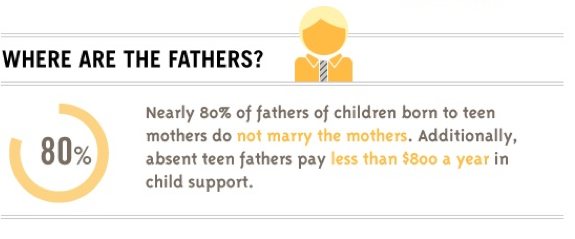 WHERE ARE THE FATHERS?
80%
Nearly 80% of fathers of children born to teen
mothers do not marry the mothers. Additionally,
absent teen fathers pay less than $800 a year in
child support.